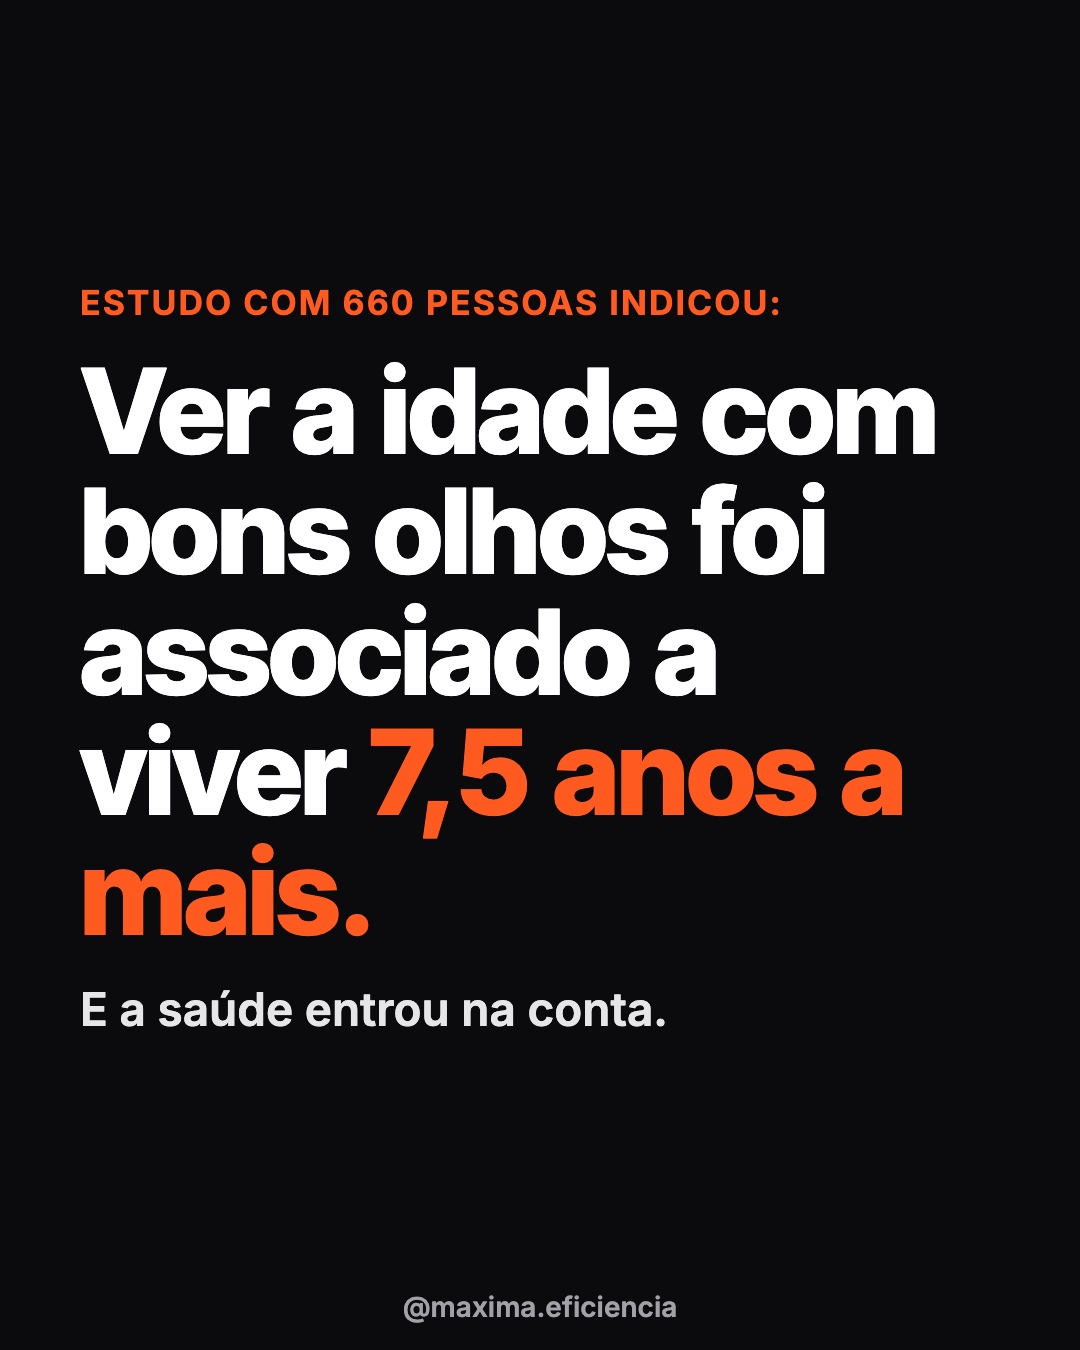 ESTUDO COM 660 PESSOAS INDICOU:
Ver a idade com
bons olhos foi
associado a
viver 7,5 anos a
mais.
E a saúde entrou na conta.
@maxima.eficiencia